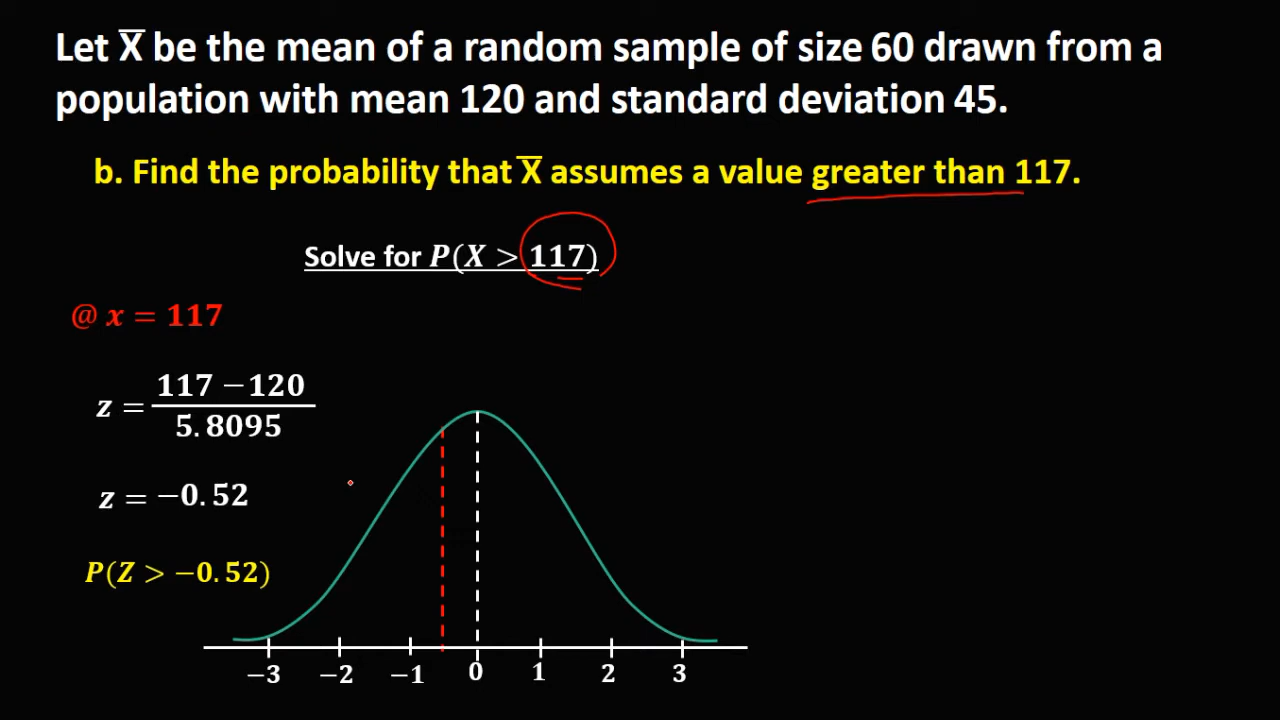 Let X̅ be the mean of a random sample of size 60 drawn from a
population with mean 120 and standard deviation 45.
b. Find the probability that X̅ assumes a value greater than 117.
Solve for P(X > 117)
@ x = 117
z = (117 − 120)/5.8095
z = −0.52
P(Z > −0.52)
−3 −2 −1 0 1 2 3